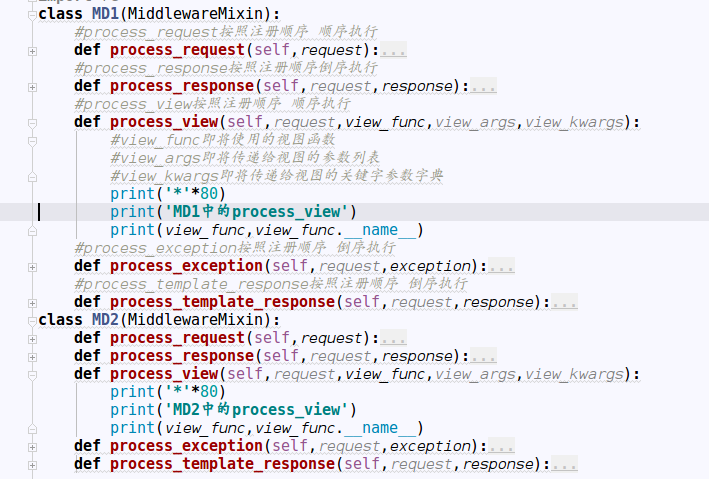 class MD1(MiddlewareMixin):
#process_request按照注册顺序 顺序执行
def process_request(self,request):...
#process_response按照注册顺序倒序执行
def process_response(self,request,response):...
#process_view按照注册顺序 顺序执行
def process_view(self,request,view_func,view_args,view_kwargs):
#view_func即将使用的视图函数
#view_args即将传递给视图的参数列表
#view_kwargs即将传递给视图的关键字参数字典
print('*'*80)
print('MD1中的process_view')
print(view_func,view_func.__name__)
#process_exception按照注册顺序 倒序执行
def process_exception(self,request,exception):...
#process_template_response按照注册顺序 倒序执行
def process_template_response(self,request,response):...
class MD2(MiddlewareMixin):
def process_request(self,request):...
def process_response(self,request,response):...
def process_view(self,request,view_func,view_args,view_kwargs):
print('*'*80)
print('MD2中的process_view')
print(view_func,view_func.__name__)
def process_exception(self,request,exception):...
def process_template_response(self,request,response):...